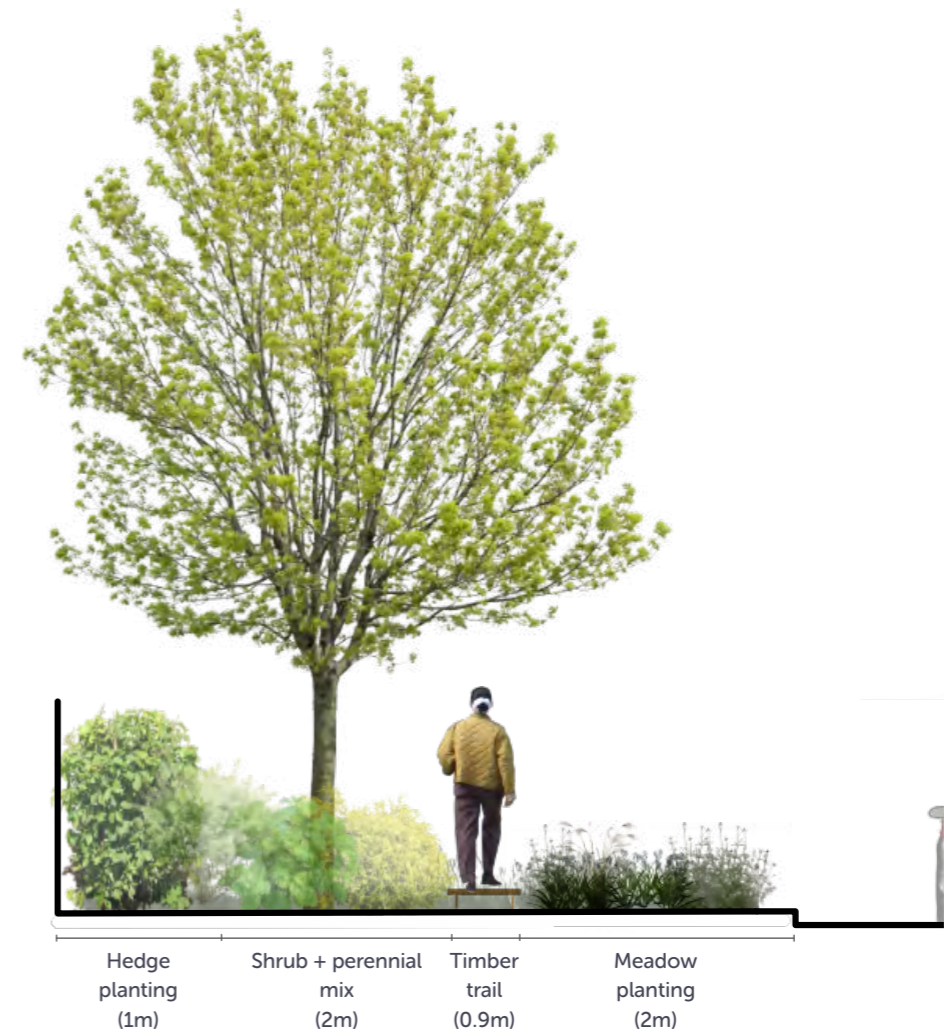 Hedge
planting
(1m)
Shrub + perennial
mix
(2m)
Timber
trail
(0.9m)
Meadow
planting
(2m)